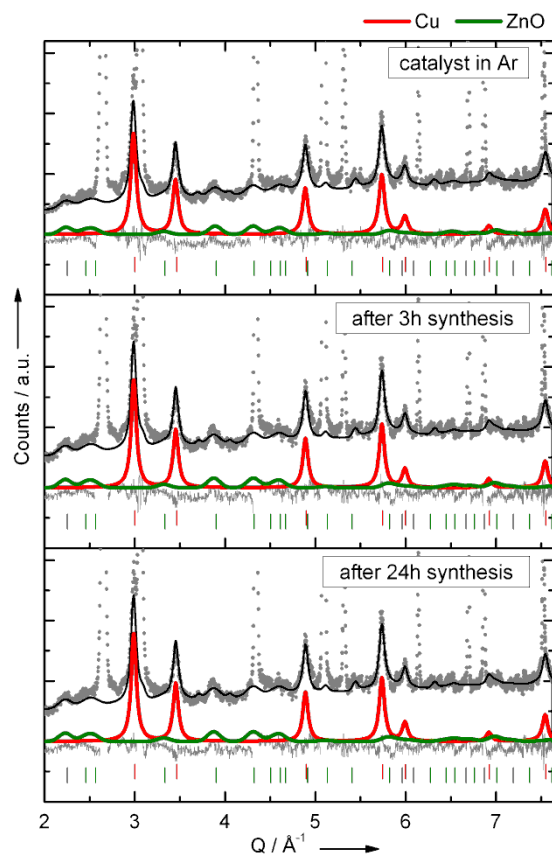 Cu ZnO
catalyst in Ar
after 3h synthesis
after 24h synthesis
Counts / a.u.
2 3 4 5 6 7
Q / Å⁻¹